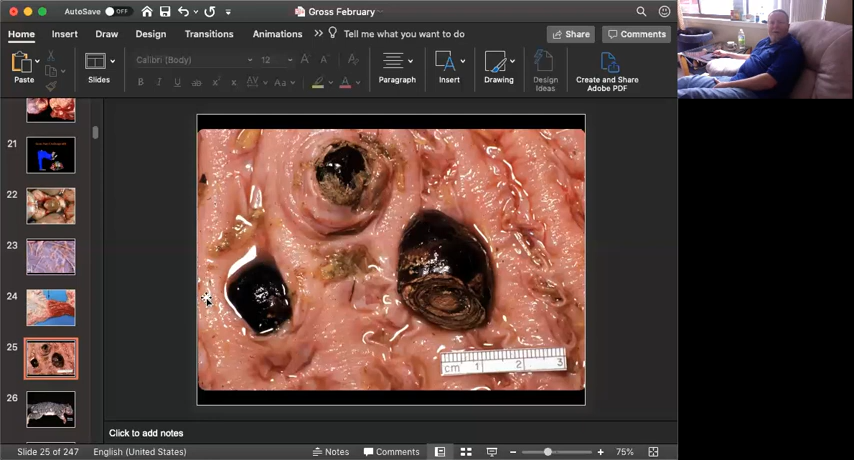 AutoSave OFF
Gross February
Home Insert Draw Design Transitions Animations Tell me what you want to do Share Comments
Paste
Slides
Calibri (Body) 12
B I U ab
Paragraph
Insert
Drawing
Design
Ideas
Create and Share
Adobe PDF
21
22
23
24
25
26
cm 1 2 3
Click to add notes
Slide 25 of 247 English (United States) Notes Comments 75%